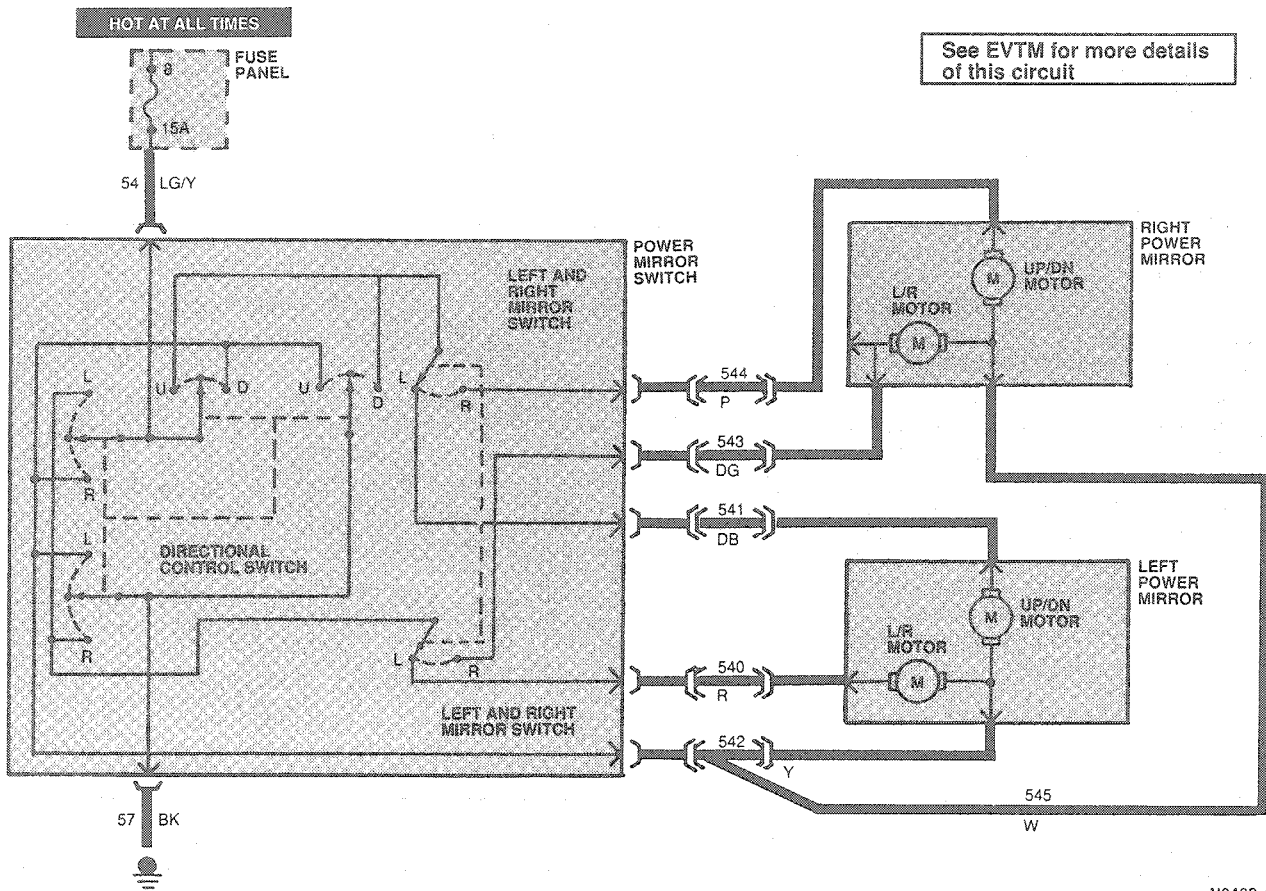 HOT AT ALL TIMES
FUSE
PANEL
8
15A
See EVTM for more details
of this circuit
54
LG/Y
POWER
MIRROR
SWITCH
LEFT AND
RIGHT
MIRROR
SWITCH
RIGHT
POWER
MIRROR
UP/DN
MOTOR
M
L/R
MOTOR
M
L
U
D
U
D
L
R
544
P
R
543
DG
541
DB
L
DIRECTIONAL
CONTROL SWITCH
R
LEFT
POWER
MIRROR
UP/DN
MOTOR
M
L/R
MOTOR
M
L
R
540
R
LEFT AND RIGHT
MIRROR SWITCH
542
Y
545
W
57
BK